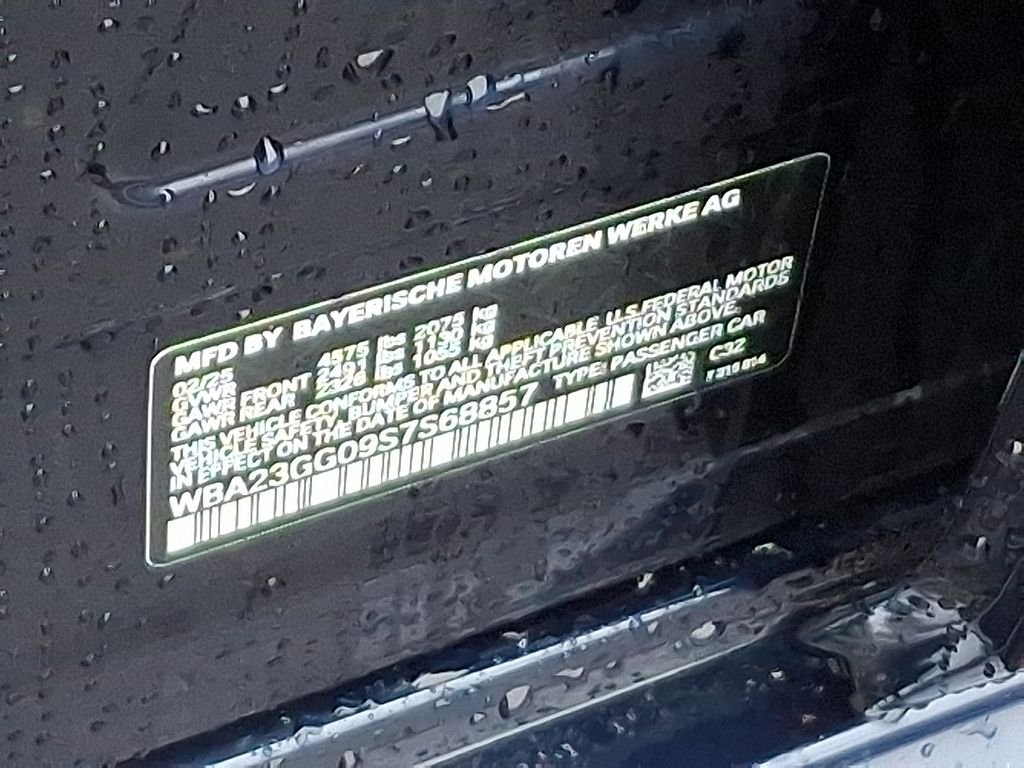 MFD BY BAYERISCHE MOTOREN WERKE AG
02/25
GVWR 4575 lbs 2075 kg
GAWR FRONT 2491 lbs 1130 kg
GAWR REAR 2326 lbs 1055 kg
THIS VEHICLE CONFORMS TO ALL APPLICABLE U.S. FEDERAL MOTOR
VEHICLE SAFETY, BUMPER AND THEFT PREVENTION STANDARDS
IN EFFECT ON THE DATE OF MANUFACTURE SHOWN ABOVE.
WBA23GG09S7S68857 TYPE: PASSENGER CAR
C3Z